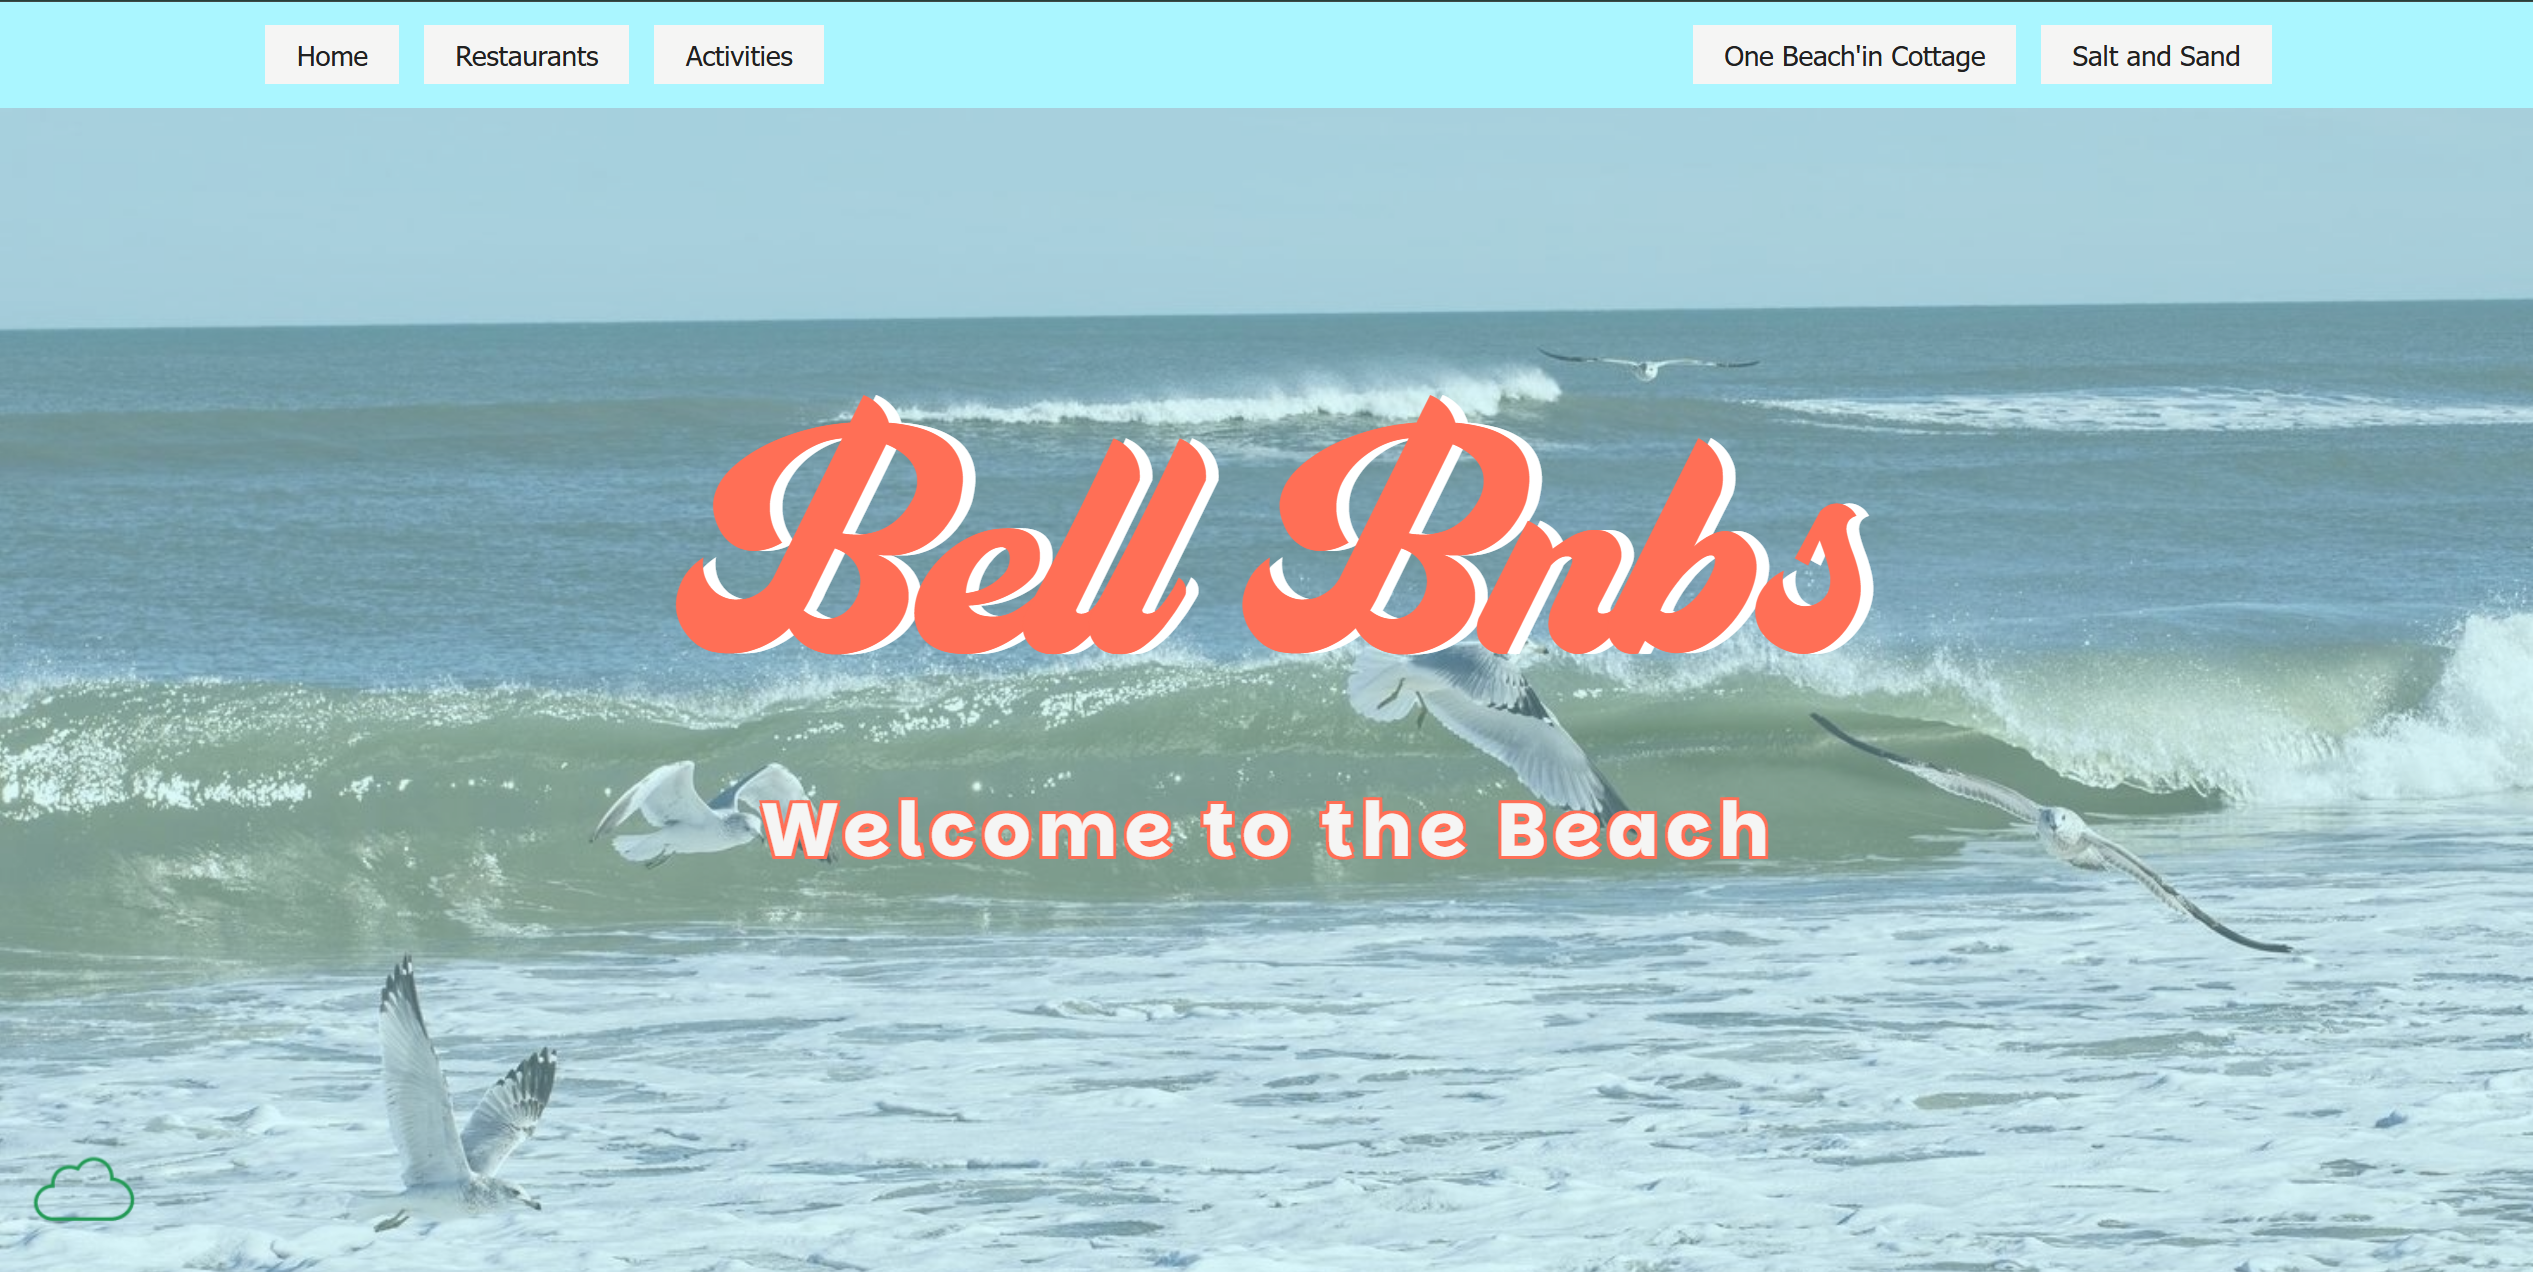 Home Restaurants Activities One Beach'in Cottage Salt and Sand
Bell Bnbs
Welcome to the Beach